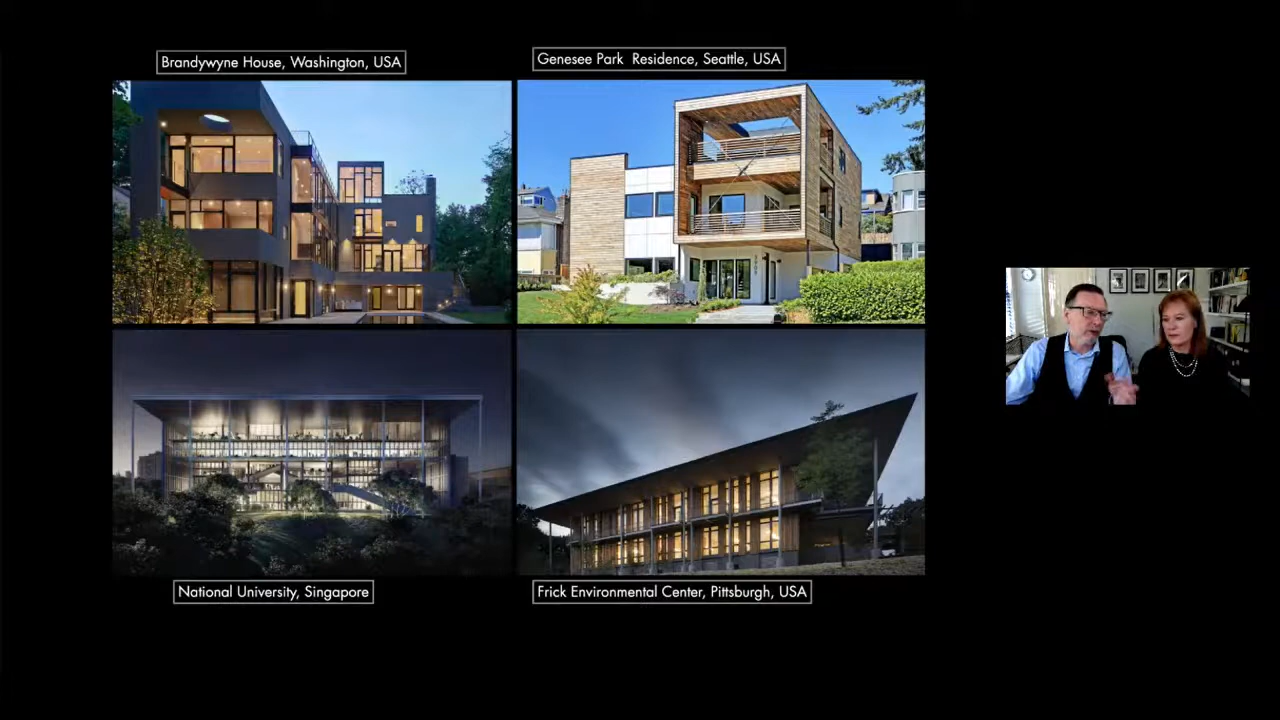 Brandywyne House, Washington, USA
Genesee Park  Residence, Seattle, USA
National University, Singapore
Frick Environmental Center, Pittsburgh, USA